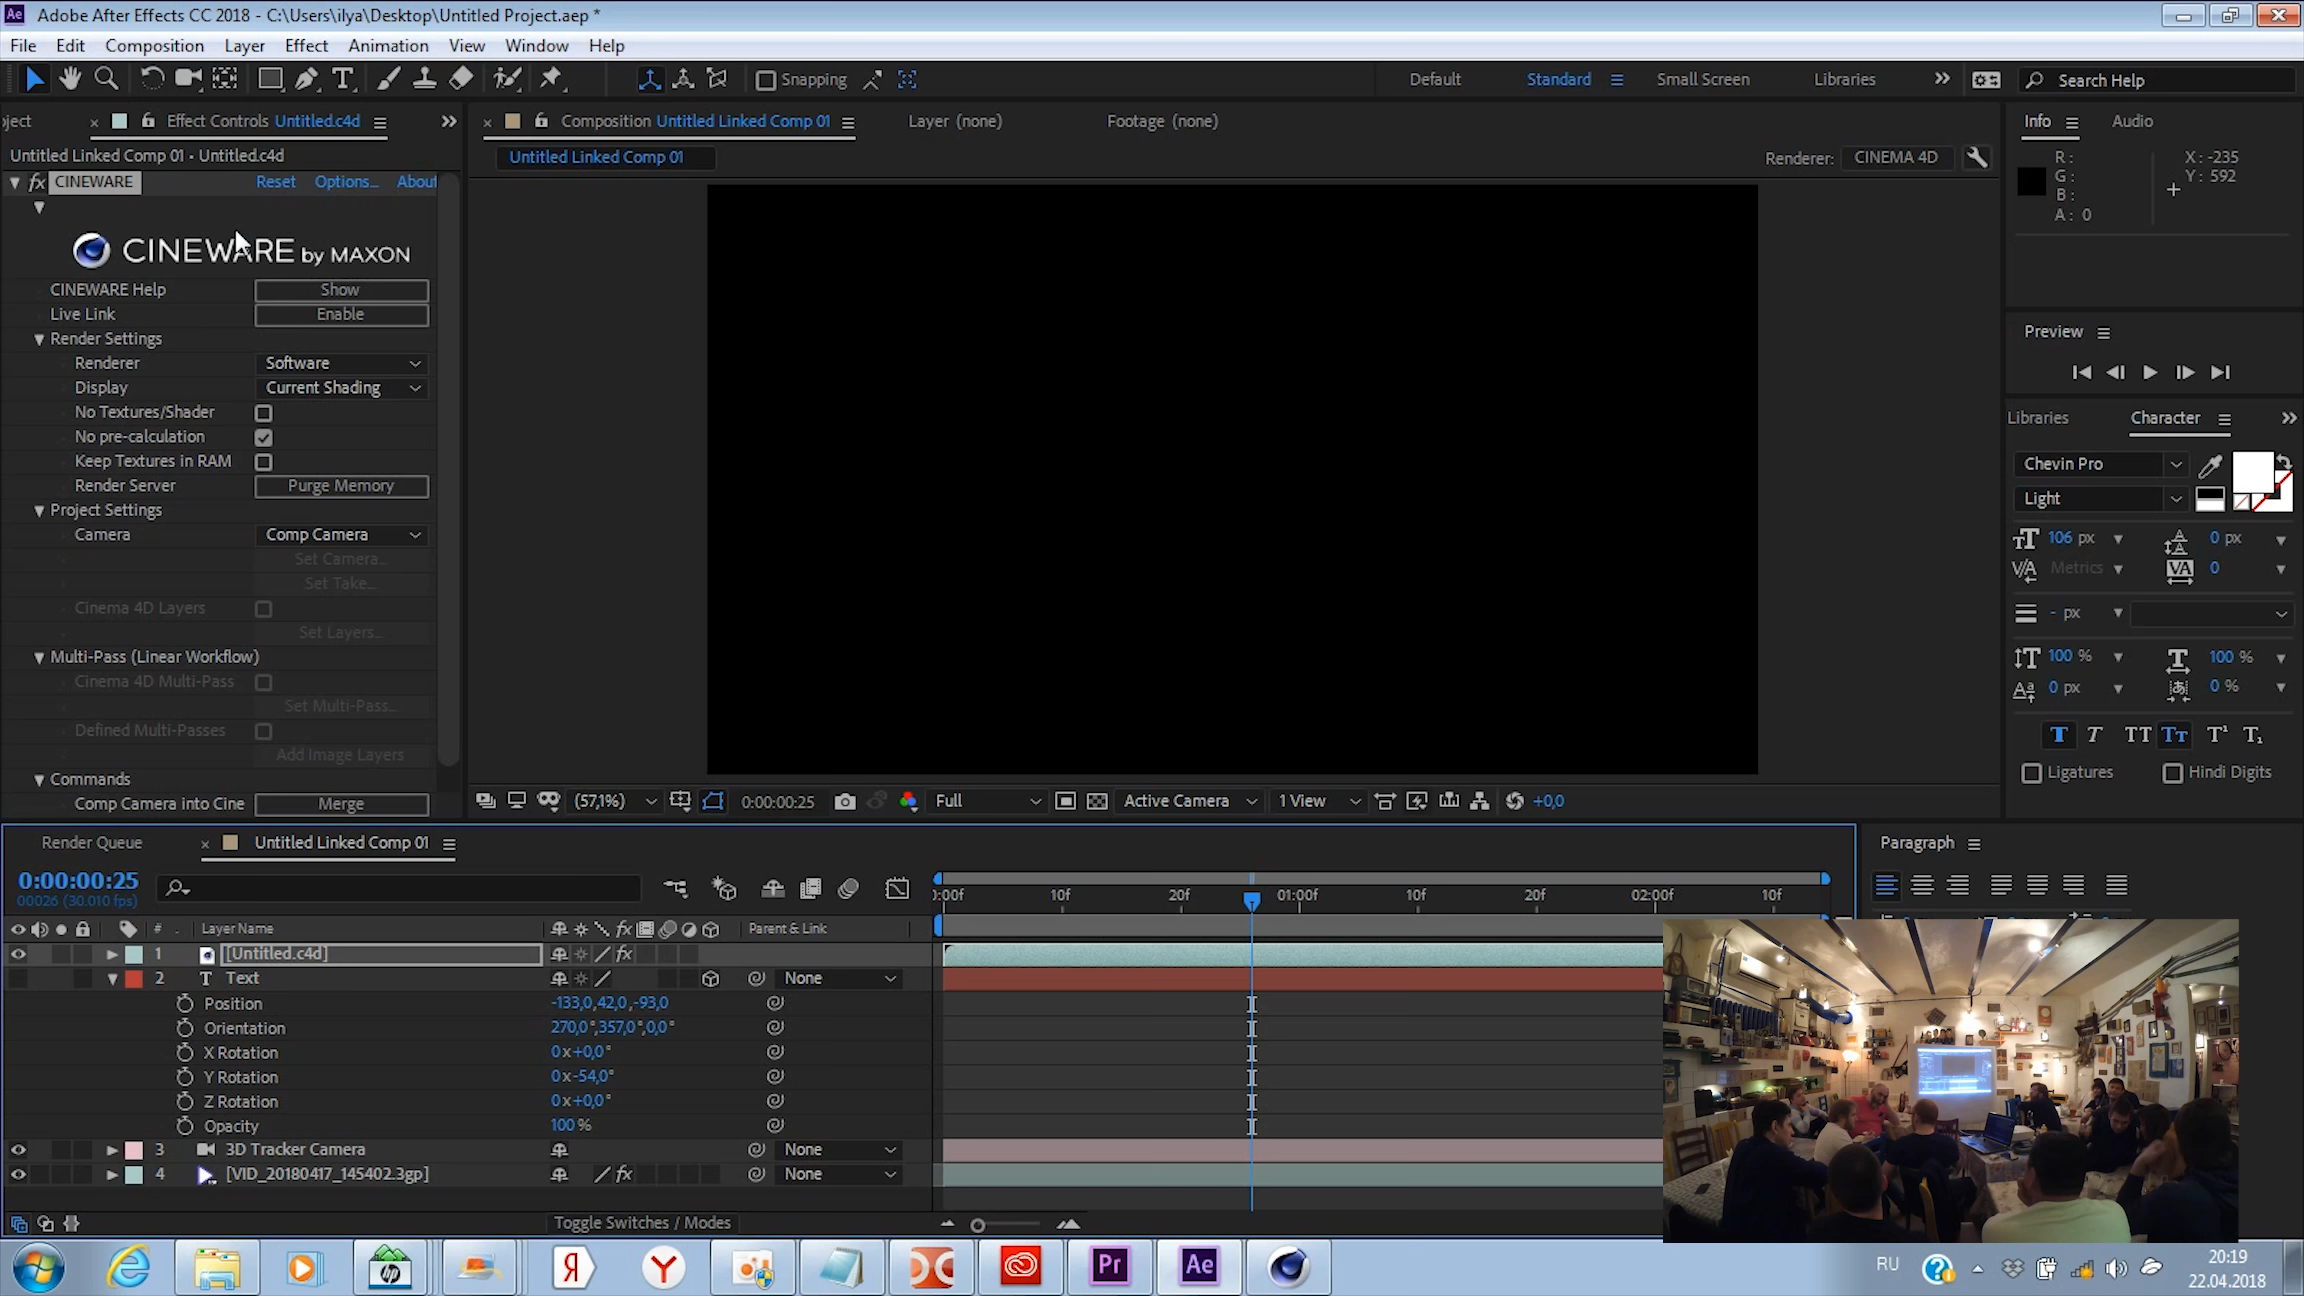 Adobe After Effects CC 2018 - C:\Users\ilya\Desktop\Untitled Project.aep *
File Edit Composition Layer Effect Animation View Window Help
Snapping
Default Standard Small Screen Libraries
Search Help
oject
Effect Controls Untitled.c4d
Composition Untitled Linked Comp 01
Layer (none)
Footage (none)
Info Audio
Untitled Linked Comp 01 • Untitled.c4d
Untitled Linked Comp 01
Renderer: CINEMA 4D
R:
G:
B:
A: 0
X: -235
Y: 592
fx CINEWARE Reset Options... About
CINEWARE by MAXON
CINEWARE Help Show
Live Link Enable
Render Settings
Renderer Software
Display Current Shading
No Textures/Shader
No pre-calculation
Keep Textures in RAM
Render Server Purge Memory
Project Settings
Camera Comp Camera
Set Camera...
Set Take...
Cinema 4D Layers
Set Layers...
Multi-Pass (Linear Workflow)
Cinema 4D Multi-Pass
Set Multi-Pass...
Defined Multi-Passes
Add Image Layers
Commands
Comp Camera into Cine Merge
Preview
Libraries Character
Chevin Pro
Light
106 px 0 px
Metrics 0
- px
100 % 100 %
0 px 0 %
T T TT Tт T¹ T₁
Ligatures Hindi Digits
(57,1%) 0:00:00:25 Full Active Camera 1 View +0,0
Render Queue
Untitled Linked Comp 01
Paragraph
0:00:00:25
00026 (30.010 fps)
:00f 10f 20f 01:00f 10f 20f 02:00f 10f
# Layer Name Parent & Link
1 [Untitled.c4d]
2 T Text None
Position -133,0,42,0,-93,0
Orientation 270,0°,357,0°,0,0°
X Rotation 0x+0,0°
Y Rotation 0x-54,0°
Z Rotation 0x+0,0°
Opacity 100 %
3 3D Tracker Camera None
4 [VID_20180417_145402.3gp] None
Toggle Switches / Modes
hp Я Y Pr Ae
RU
20:19
22.04.2018